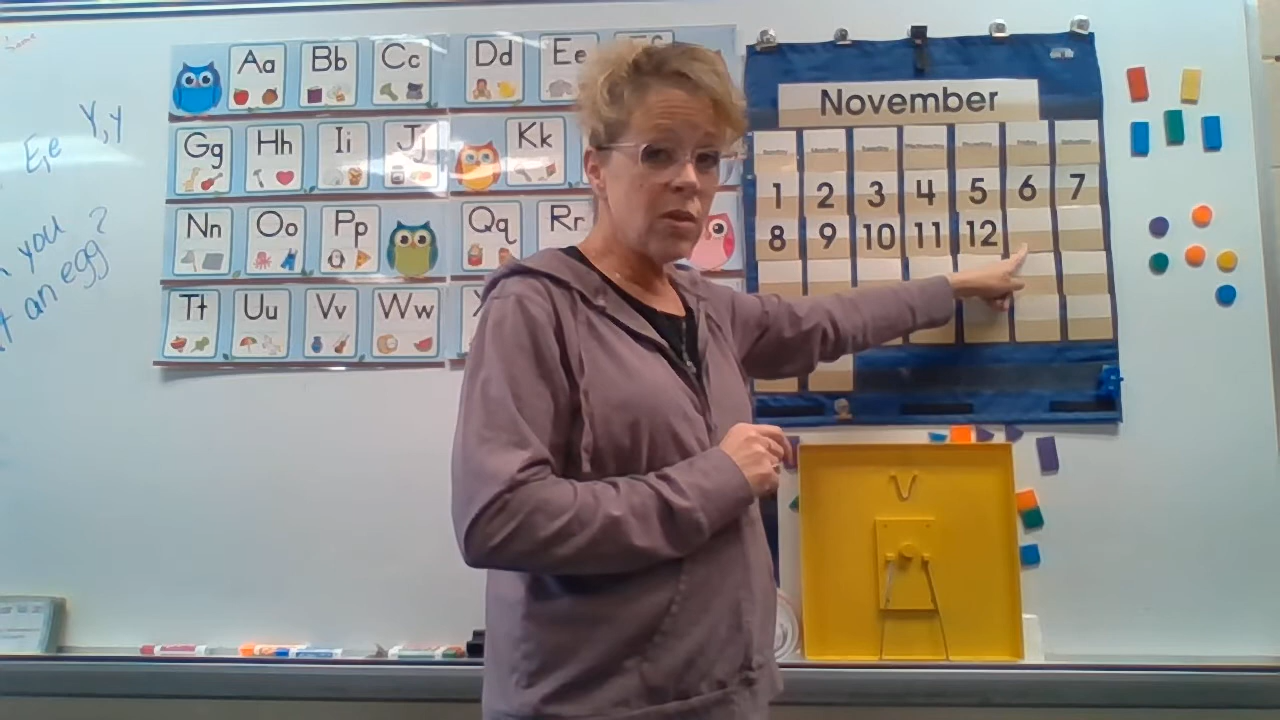 Same
Y,y
E,e
you
an egg?
Aa Bb Cc Dd Ee
Gg Hh Ii Jj Kk
Nn Oo Pp Qq Rr
Tt Uu Vv Ww
November
1 2 3 4 5 6 7
8 9 10 11 12